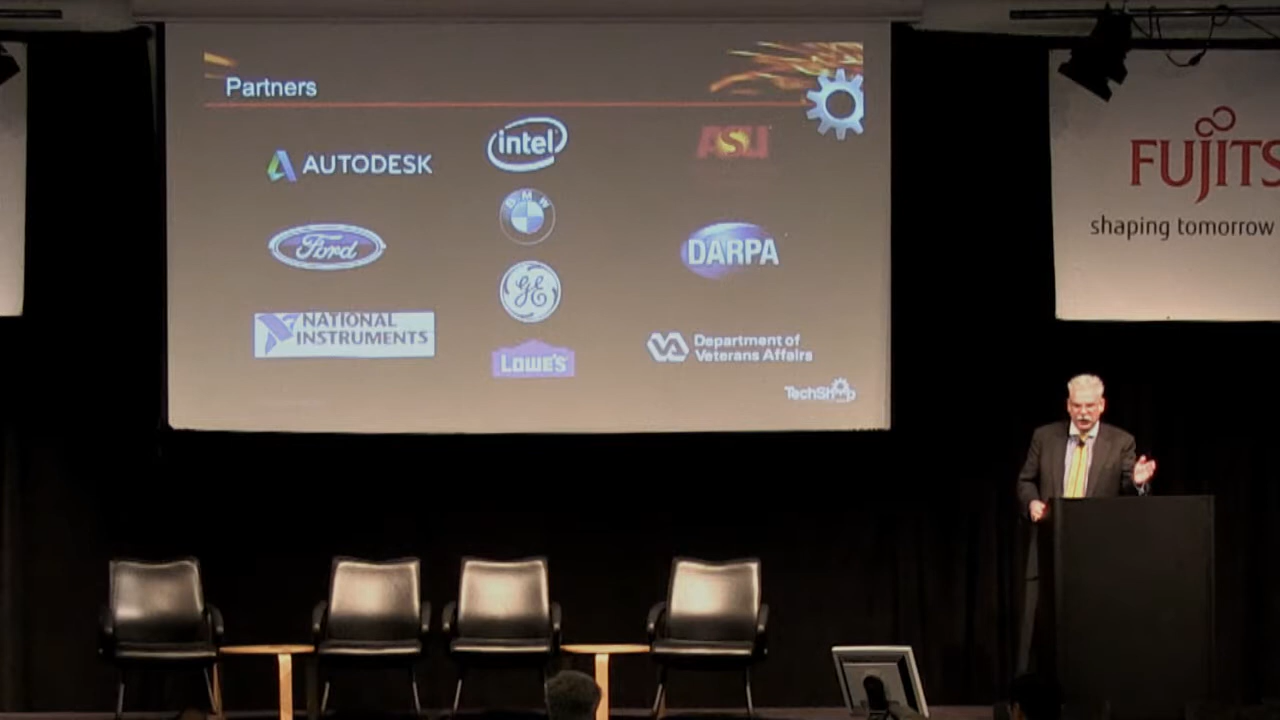 Partners
AUTODESK
intel
ASU
BMW
Ford
DARPA
GE
NATIONAL
INSTRUMENTS
LOWE'S
VA
Department of
Veterans Affairs
TechShop
FUJITS
shaping tomorrow